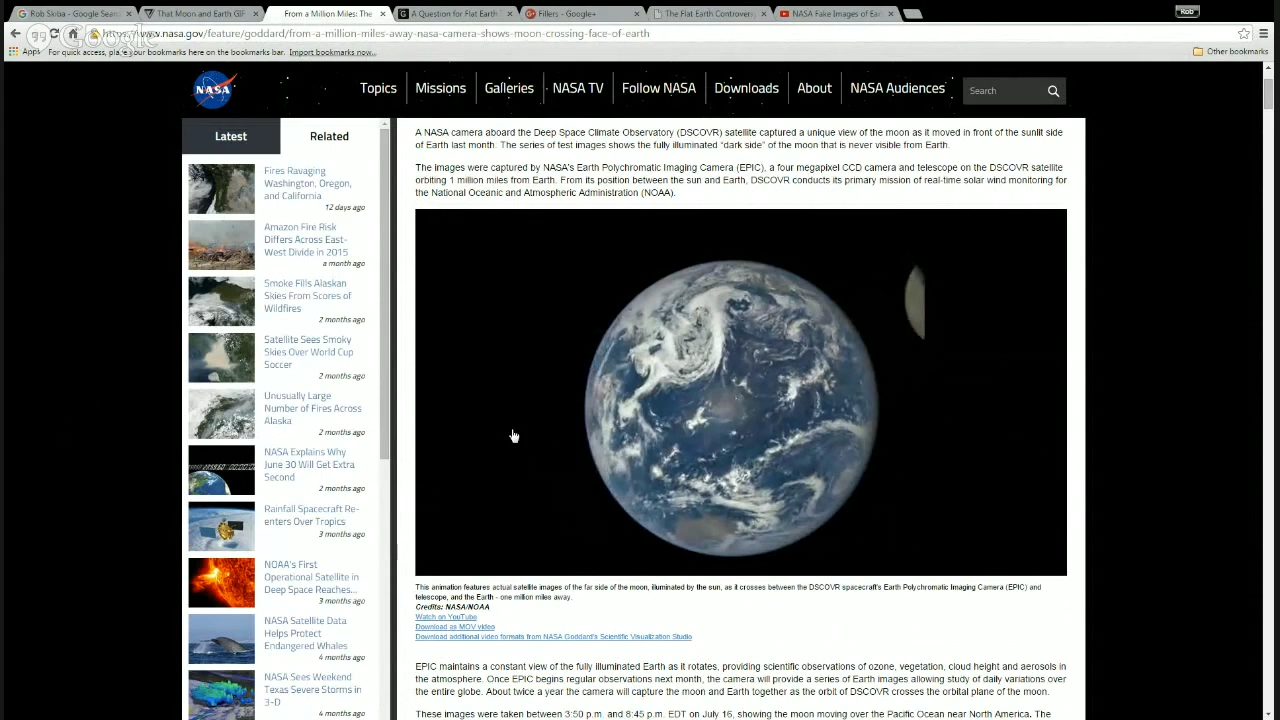 Rob Skiba - Google Sear
That Moon and Earth GIF
From a Million Miles: The
A Question for Flat Earth
Fillers - Google+
The Flat Earth Controvers
NASA Fake Images of Ear
Rob
Google
https://www.nasa.gov/feature/goddard/from-a-million-miles-away-nasa-camera-shows-moon-crossing-face-of-earth
Apps
For quick access, place your bookmarks here on the bookmarks bar. Import bookmarks now...
Other bookmarks
NASA
Topics
Missions
Galleries
NASA TV
Follow NASA
Downloads
About
NASA Audiences
Search
Latest
Related
Fires Ravaging
Washington, Oregon,
and California
12 days ago
Amazon Fire Risk
Differs Across East-
West Divide in 2015
a month ago
Smoke Fills Alaskan
Skies From Scores of
Wildfires
2 months ago
Satellite Sees Smoky
Skies Over World Cup
Soccer
2 months ago
Unusually Large
Number of Fires Across
Alaska
2 months ago
NASA Explains Why
June 30 Will Get Extra
Second
2 months ago
Rainfall Spacecraft Re-
enters Over Tropics
3 months ago
NOAA's First
Operational Satellite in
Deep Space Reaches...
3 months ago
NASA Satellite Data
Helps Protect
Endangered Whales
4 months ago
NASA Sees Weekend
Texas Severe Storms in
3-D
4 months ago
A NASA camera aboard the Deep Space Climate Observatory (DSCOVR) satellite captured a unique view of the moon as it moved in front of the sunlit side
of Earth last month. The series of test images shows the fully illuminated “dark side” of the moon that is never visible from Earth.
The images were captured by NASA's Earth Polychromatic Imaging Camera (EPIC), a four megapixel CCD camera and telescope on the DSCOVR satellite
orbiting 1 million miles from Earth. From its position between the sun and Earth, DSCOVR conducts its primary mission of real-time solar wind monitoring for
the National Oceanic and Atmospheric Administration (NOAA).
This animation features actual satellite images of the far side of the moon, illuminated by the sun, as it crosses between the DSCOVR spacecraft's Earth Polychromatic Imaging Camera (EPIC) and
telescope, and the Earth - one million miles away.
Credits: NASA/NOAA
Watch on YouTube
Download as MOV video
Download additional video formats from NASA Goddard's Scientific Visualization Studio
EPIC maintains a constant view of the fully illuminated Earth as it rotates, providing scientific observations of ozone, vegetation, cloud height and aerosols in
the atmosphere. Once EPIC begins regular observations next month, the camera will provide a series of Earth images allowing study of daily variations over
the entire globe. About twice a year the camera will capture the moon and Earth together as the orbit of DSCOVR crosses the orbital plane of the moon.
These images were taken between 3:50 p.m. and 8:45 p.m. EDT on July 16, showing the moon moving over the Pacific Ocean near North America. The